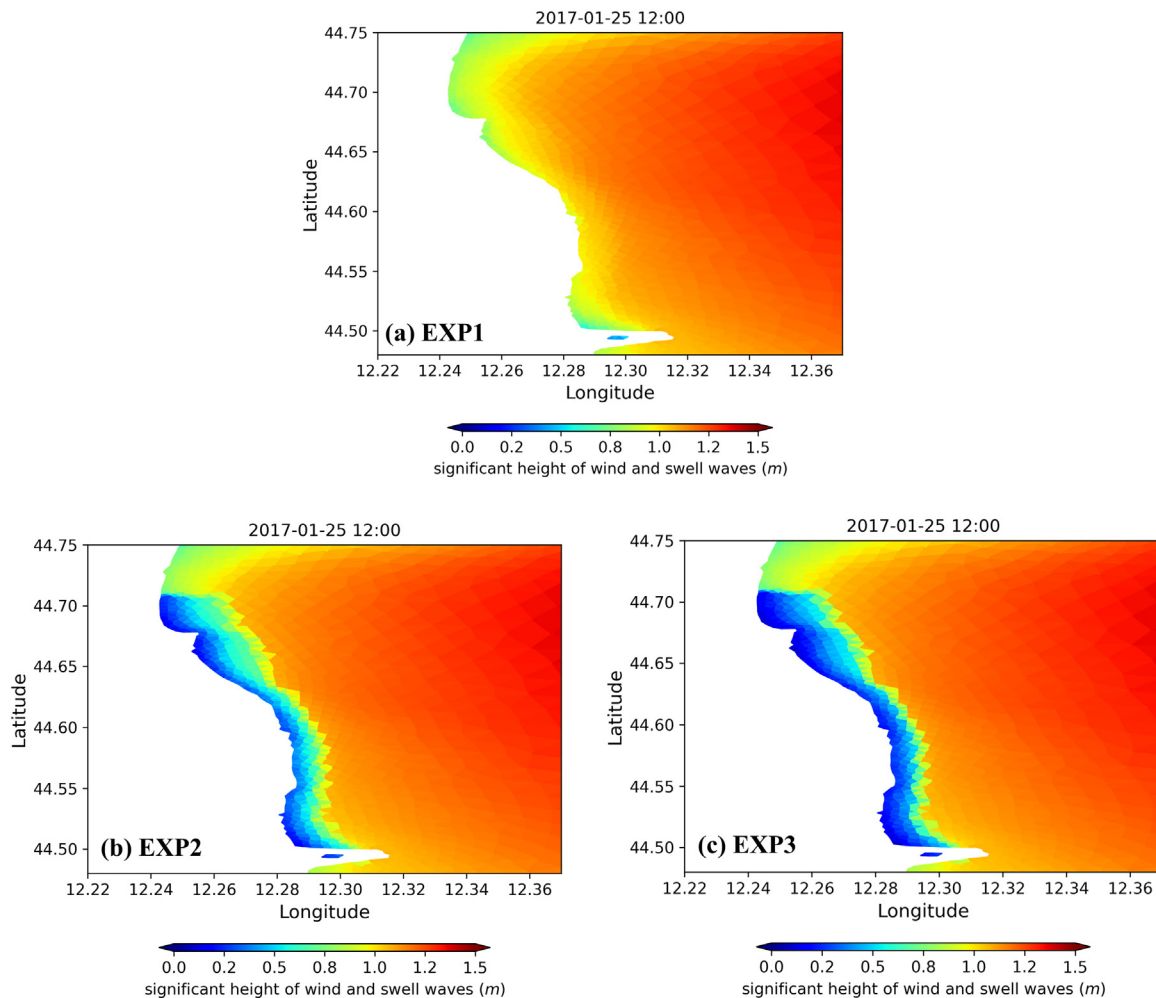 2017-01-25 12:00
44.75
44.70
44.65
44.60
44.55
44.50
Latitude
(a) EXP1
12.22 12.24 12.26 12.28 12.30 12.32 12.34 12.36
Longitude
0.0 0.2 0.5 0.8 1.0 1.2 1.5
significant height of wind and swell waves (m)
2017-01-25 12:00
44.75
44.70
44.65
44.60
44.55
44.50
Latitude
(b) EXP2
12.22 12.24 12.26 12.28 12.30 12.32 12.34 12.36
Longitude
0.0 0.2 0.5 0.8 1.0 1.2 1.5
significant height of wind and swell waves (m)
2017-01-25 12:00
44.75
44.70
44.65
44.60
44.55
44.50
Latitude
(c) EXP3
12.22 12.24 12.26 12.28 12.30 12.32 12.34 12.36
Longitude
0.0 0.2 0.5 0.8 1.0 1.2 1.5
significant height of wind and swell waves (m)